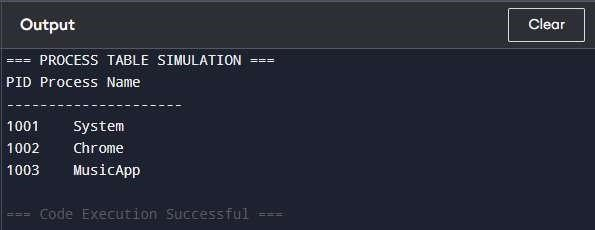 Output
Clear
=== PROCESS TABLE SIMULATION ===
PID Process Name
---------------------
1001    System
1002    Chrome
1003    MusicApp
=== Code Execution Successful ===